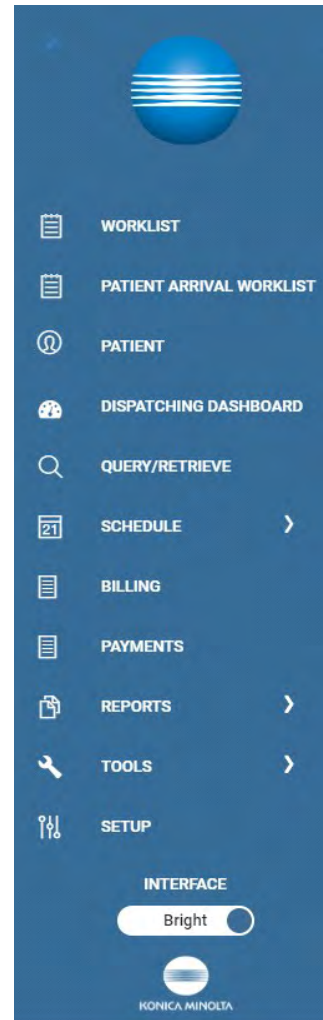 WORKLIST
PATIENT ARRIVAL WORKLIST
PATIENT
DISPATCHING DASHBOARD
QUERY/RETRIEVE
21
SCHEDULE
BILLING
PAYMENTS
REPORTS
TOOLS
SETUP
INTERFACE
Bright
KONICA MINOLTA